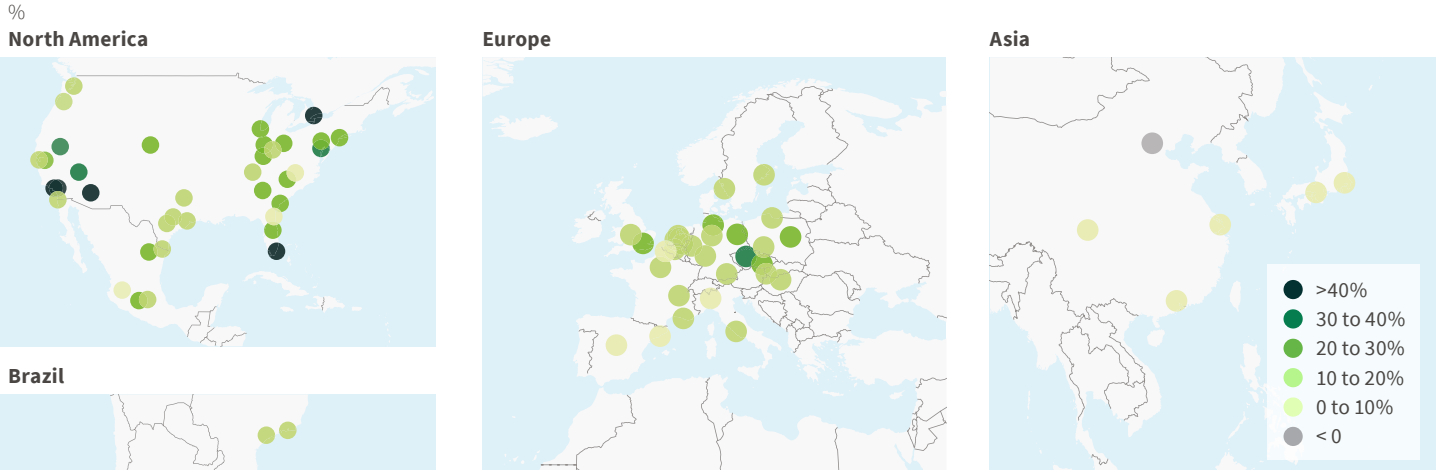 %
North America
Europe
Asia
>40%
30 to 40%
20 to 30%
10 to 20%
0 to 10%
< 0
Brazil